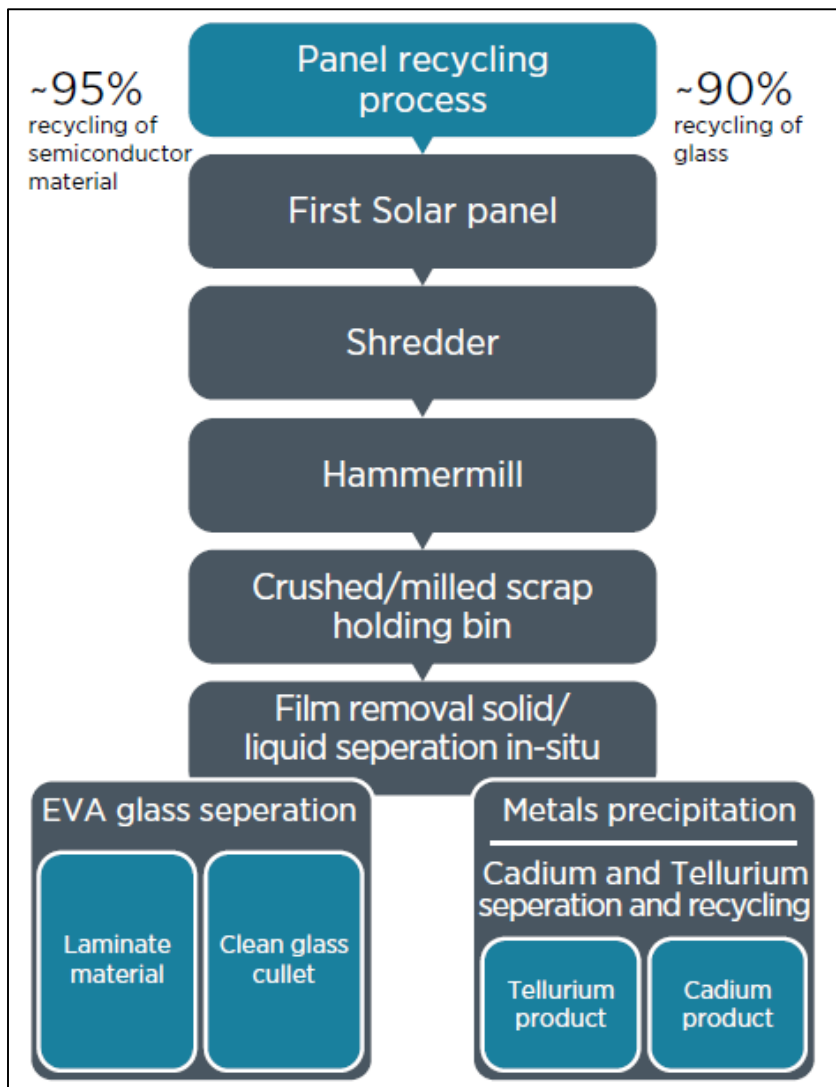 Panel recycling
process
~95%
recycling of
semiconductor
material
~90%
recycling of
glass
First Solar panel
Shredder
Hammermill
Crushed/milled scrap
holding bin
Film removal solid/
liquid seperation in-situ
EVA glass seperation
Laminate
material
Clean glass
cullet
Metals precipitation
Cadium and Tellurium
seperation and recycling
Tellurium
product
Cadium
product